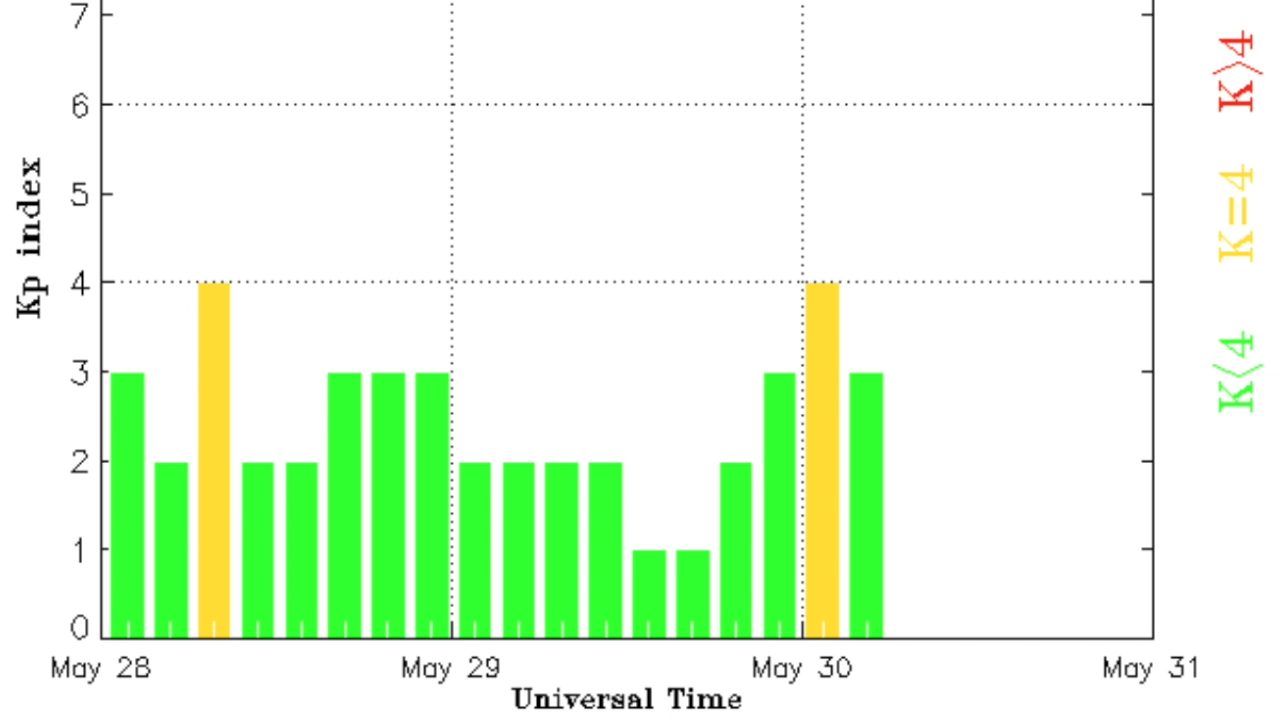 7
6
5
4
3
2
1
0
Kp index
May 28
May 29
May 30
May 31
Universal Time
K>4
K=4
K<4